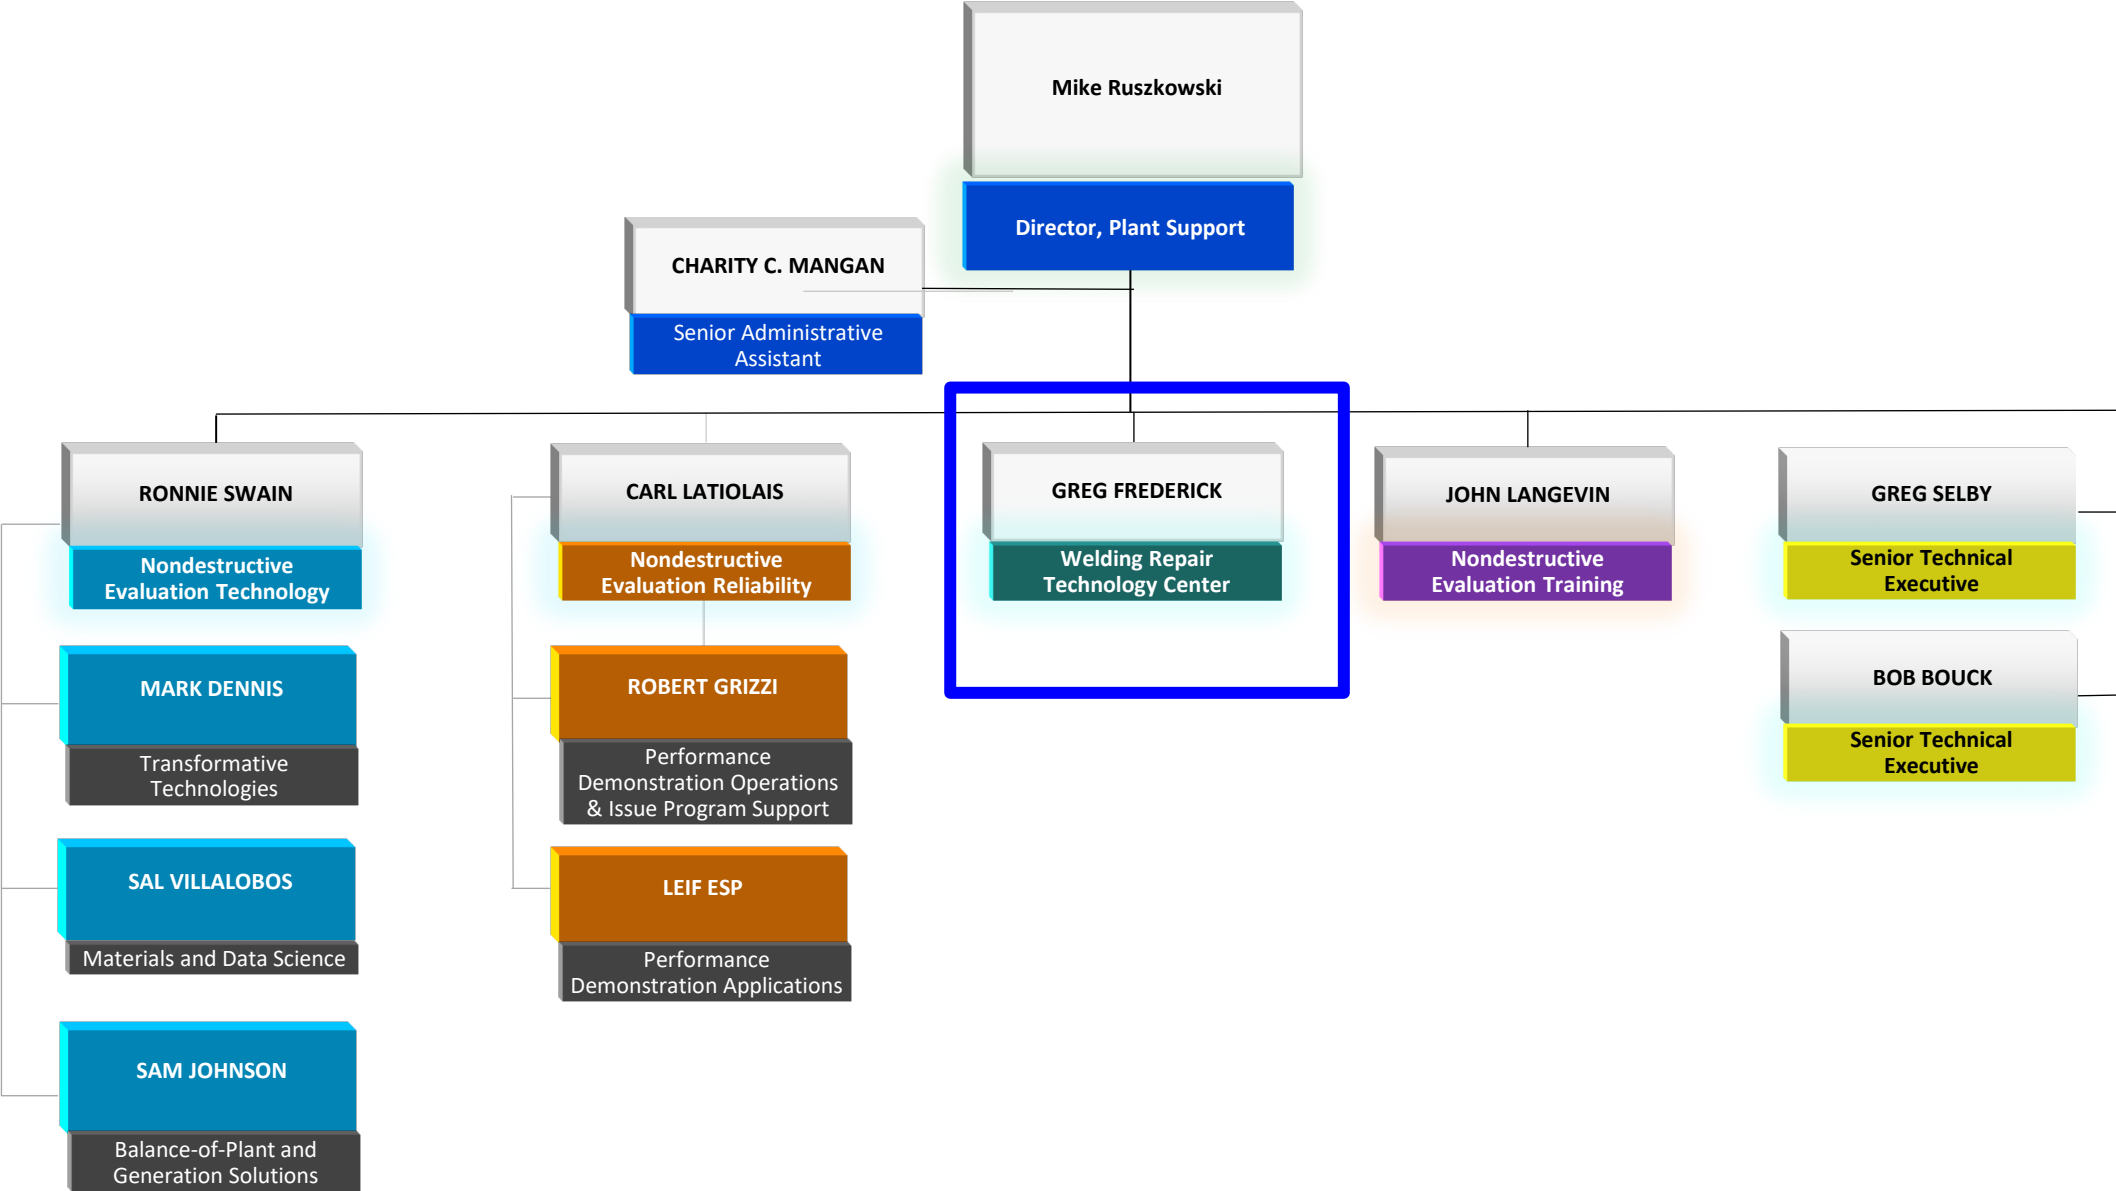 Mike Ruszkowski
Director, Plant Support
CHARITY C. MANGAN
Senior Administrative
Assistant
RONNIE SWAIN
Nondestructive
Evaluation Technology
MARK DENNIS
Transformative
Technologies
SAL VILLALOBOS
Materials and Data Science
SAM JOHNSON
Balance-of-Plant and
Generation Solutions
CARL LATIOLAIS
Nondestructive
Evaluation Reliability
ROBERT GRIZZI
Performance
Demonstration Operations
& Issue Program Support
LEIF ESP
Performance
Demonstration Applications
GREG FREDERICK
Welding Repair
Technology Center
JOHN LANGEVIN
Nondestructive
Evaluation Training
GREG SELBY
Senior Technical
Executive
BOB BOUCK
Senior Technical
Executive